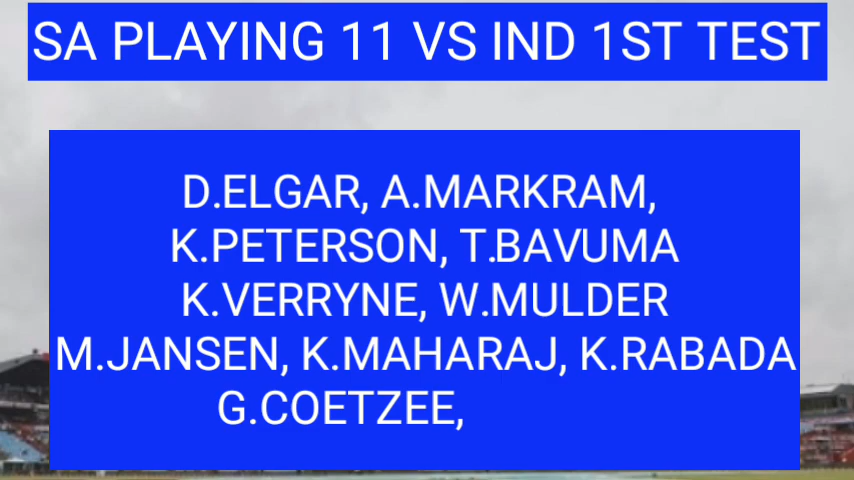 SA PLAYING 11 VS IND 1ST TEST
D.ELGAR, A.MARKRAM,
K.PETERSON, T.BAVUMA
K.VERRYNE, W.MULDER
M.JANSEN, K.MAHARAJ, K.RABADA
G.COETZEE,